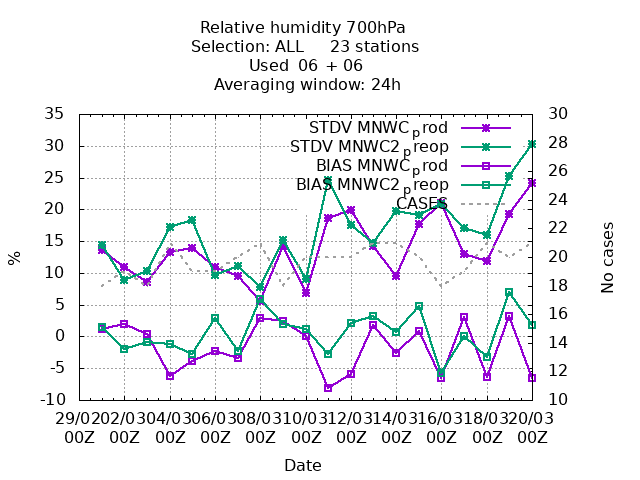 Relative humidity 700hPa
Selection: ALL 23 stations
Used 06 + 06
Averaging window: 24h
35 30
30 28
25 26
20 24
15 22
10 20
5 18
0 16
-5 14
-10 12
10
%
No cases
STDV MNWC_prod
STDV MNWC2_preop
BIAS MNWC_prod
BIAS MNWC2_preop
CASES
29/02 02/03 04/03 06/03 08/03 10/03 12/03 14/03 16/03 18/03 20/03
00Z 00Z 00Z 00Z 00Z 00Z 00Z 00Z 00Z 00Z 00Z
Date